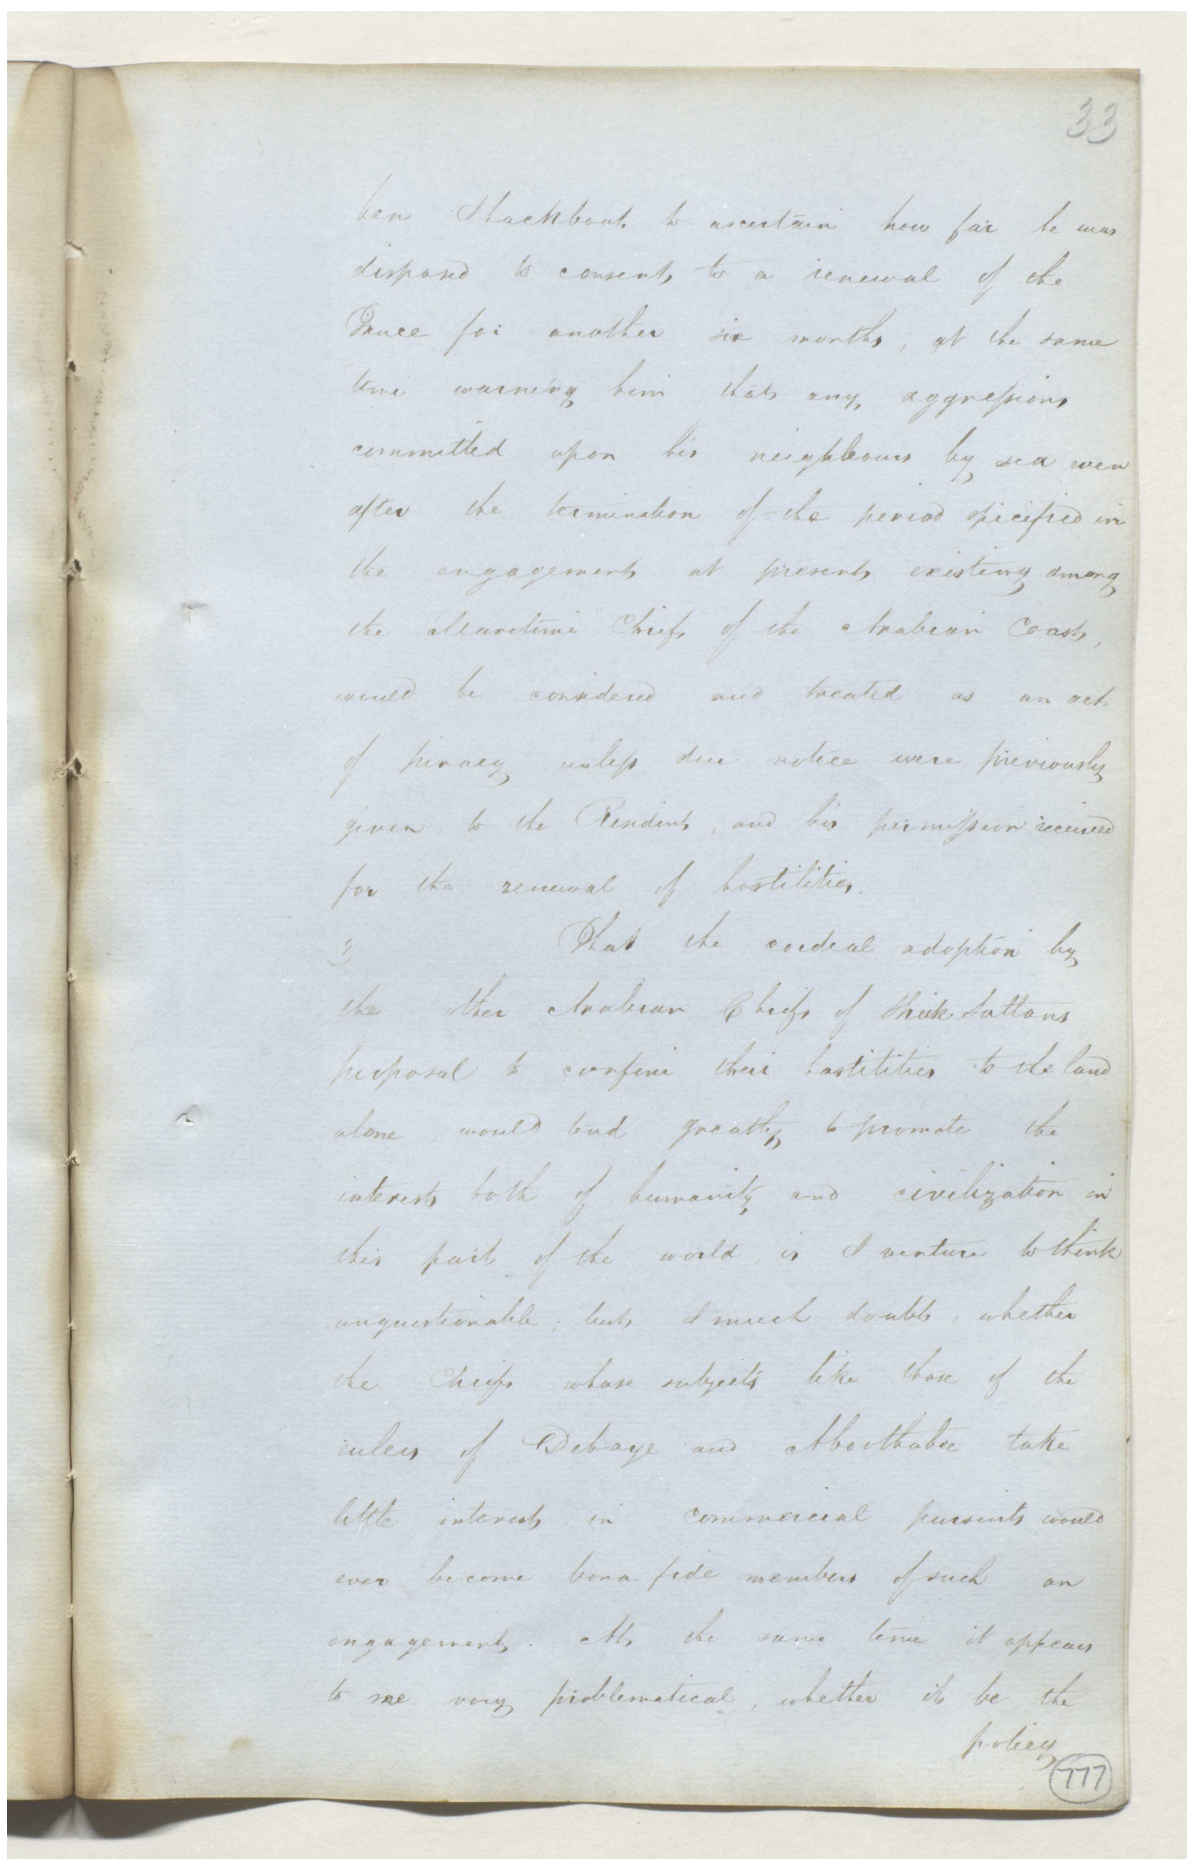 33
ben Shackboot to ascertain how far he was
disposed to consent to a renewal of the
Truce for another six months, at the same
time warning him that any aggressions
committed upon his neighbours by sea even
after the termination of the period specified in
the engagement at present existing among
the Maritime Chiefs of the Arabian Coast,
would be considered and treated as an act
of piracy unless due notice were previously
given to the Resident, and his permission received
for the renewal of hostilities.
3 That the cordial adoption by
the other Arabian Chiefs of Shiek Sultans
proposal to confine their hostilities to the land
alone would tend greatly to promote the
interests both of humanity and civilization in
this part of the world is I venture to think
unquestionable; but I much doubt, whether
the Chiefs whose subjects like those of the
rulers of Debaye and Aboothabee take
little interest in commercial pursuits would
ever become bona fide members of such an
engagement. At the same time it appears
to me very problematical, whether it be the
policy
777